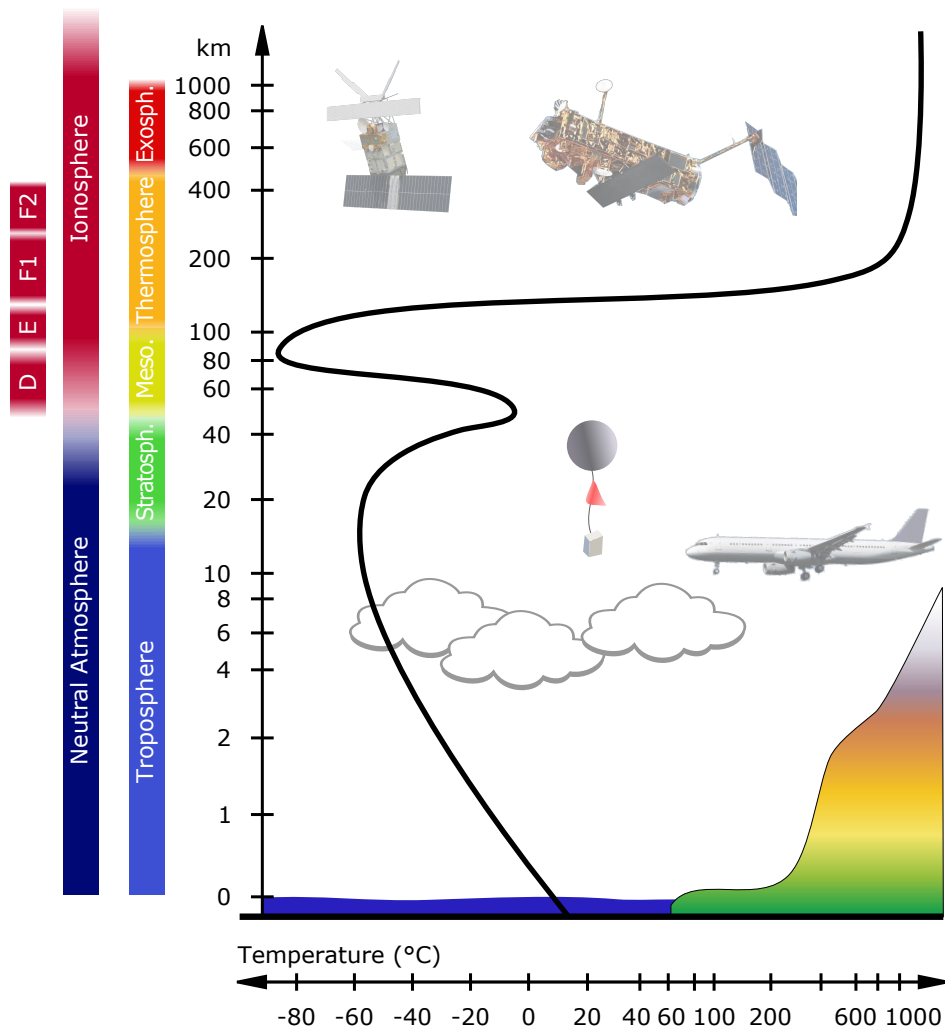 km
1000
800
600
400
200
100
80
60
40
20
10
8
6
4
2
1
0
F2
F1
E
D
Ionosphere
Neutral Atmosphere
Exosph.
Thermosphere
Meso.
Stratosph.
Troposphere
Temperature (°C)
-80 -60 -40 -20 0 20 40 60 100 200 600 1000